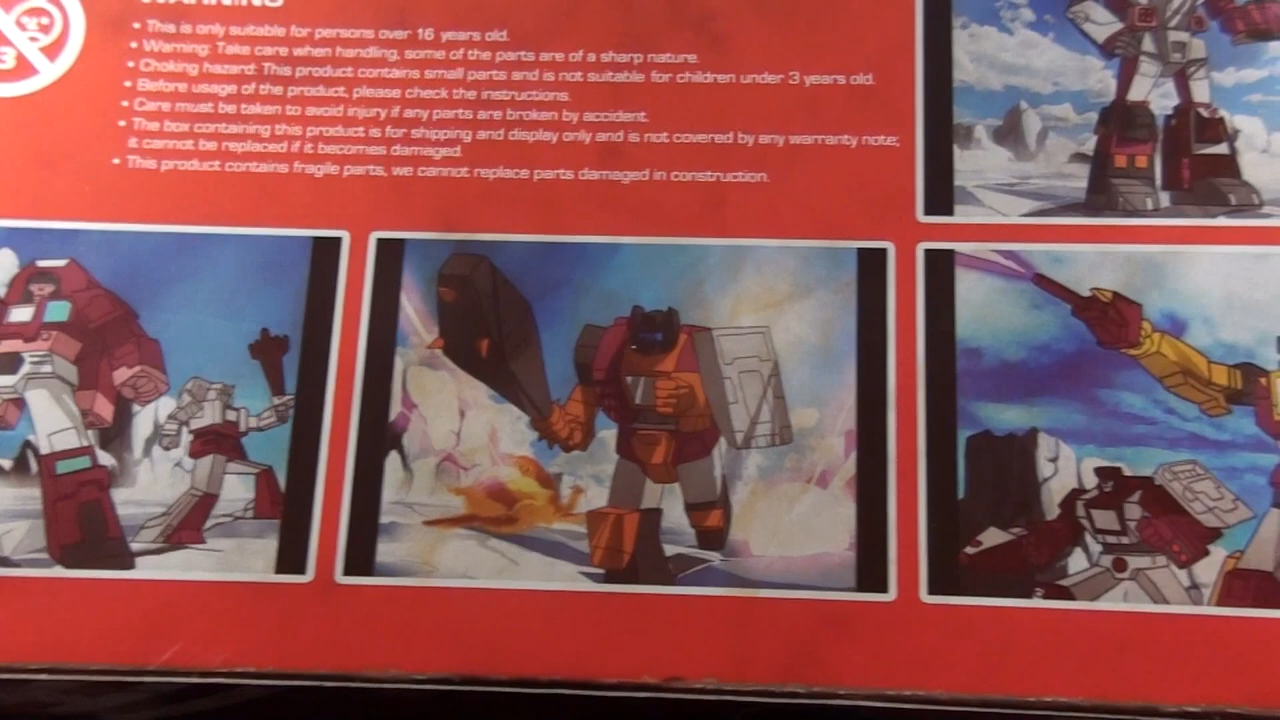 WARNING
• This is only suitable for persons over 16 years old.
• Warning: Take care when handling, some of the parts are of a sharp nature.
• Choking hazard: This product contains small parts and is not suitable for children under 3 years old.
• Before usage of the product, please check the instructions.
• Care must be taken to avoid injury if any parts are broken by accident.
• The box containing this product is for shipping and display only and is not covered by any warranty note;
it cannot be replaced if it becomes damaged.
• This product contains fragile parts, we cannot replace parts damaged in construction.
3